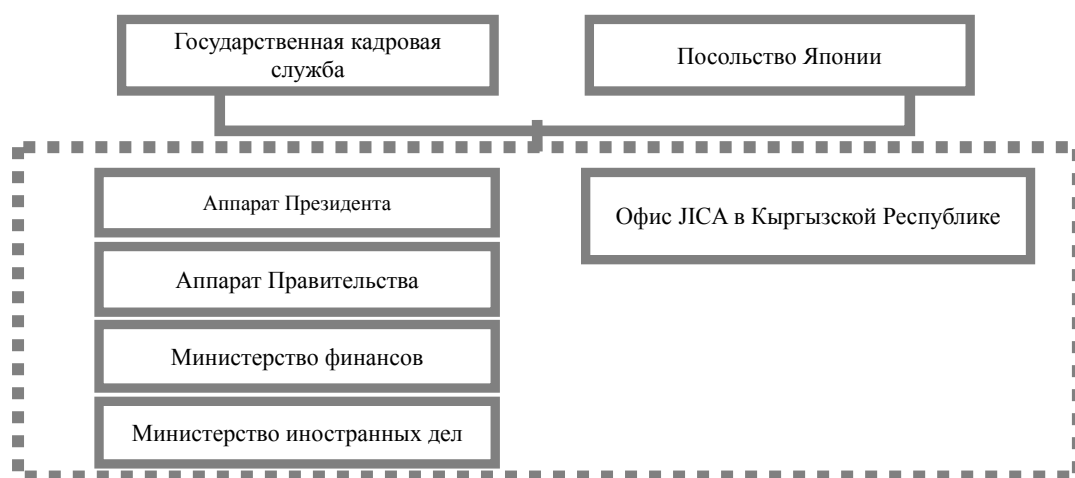 Государственная кадровая
служба
Посольство Японии
Аппарат Президента
Офис JICA в Кыргызской Республике
Аппарат Правительства
Министерство финансов
Министерство иностранных дел